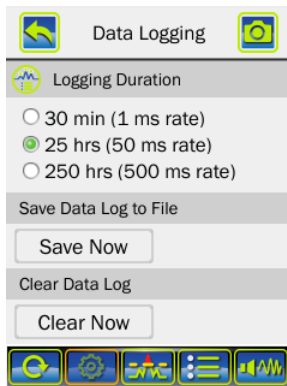 Data Logging
Logging Duration
30 min (1 ms rate)
25 hrs (50 ms rate)
250 hrs (500 ms rate)
Save Data Log to File
Save Now
Clear Data Log
Clear Now